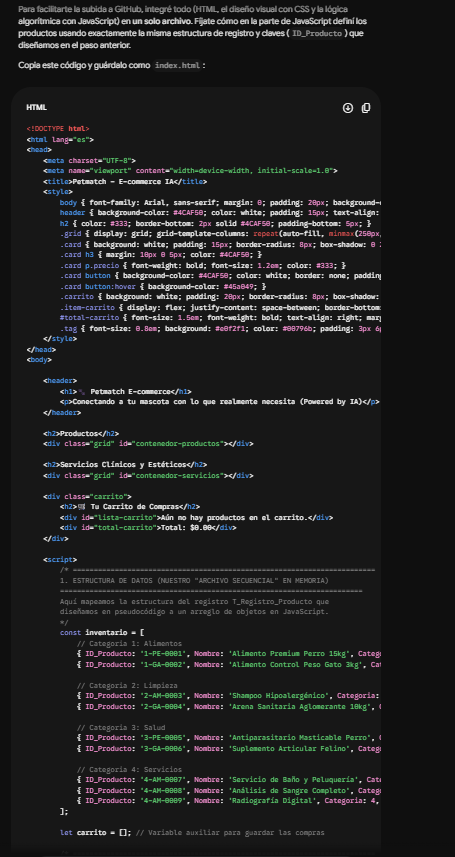 Para facilitarte la subida a GitHub, integré todo (HTML, el diseño visual con CSS y la lógica
algorítmica con JavaScript) en un solo archivo. Fíjate cómo en la parte de JavaScript definí los
productos usando exactamente la misma estructura de registro y claves ( ID_Producto ) que
diseñamos en el paso anterior.
Copia este código y guárdalo como index.html :
HTML
<!DOCTYPE html>
<html lang="es">
<head>
<meta charset="UTF-8">
<meta name="viewport" content="width=device-width, initial-scale=1.0">
<title>Petmatch - E-commerce IA</title>
<style>
body { font-family: Arial, sans-serif; margin: 0; padding: 20px; background-
header { background-color: #4CAF50; color: white; padding: 15px; text-align:
h2 { color: #333; border-bottom: 2px solid #4CAF50; padding-bottom: 5px; }
.grid { display: grid; grid-template-columns: repeat(auto-fill, minmax(250px,
.card { background: white; padding: 15px; border-radius: 8px; box-shadow: 0
.card h3 { margin: 10px 0 5px; color: #4CAF50; }
.card p.precio { font-weight: bold; font-size: 1.2em; color: #333; }
.card button { background-color: #4CAF50; color: white; border: none; paddin
.card button:hover { background-color: #45a049; }
.carrito { background: white; padding: 20px; border-radius: 8px; box-shadow:
.item-carrito { display: flex; justify-content: space-between; border-bottom
#total-carrito { font-size: 1.5em; font-weight: bold; text-align: right; mar
.tag { font-size: 0.8em; background: #e0f2f1; color: #00796b; padding: 3px 6
</style>
</head>
<body>
<header>
<h1>🐾 Petmatch E-commerce</h1>
<p>Conectando a tu mascota con lo que realmente necesita (Powered by IA)</p>
</header>
<h2>Productos</h2>
<div class="grid" id="contenedor-productos"></div>
<h2>Servicios Clínicos y Estéticos</h2>
<div class="grid" id="contenedor-servicios"></div>
<div class="carrito">
<h2>🛒 Tu Carrito de Compras</h2>
<div id="lista-carrito">Aún no hay productos en el carrito.</div>
<div id="total-carrito">Total: $0.00</div>
</div>
<script>
/* =====================================================================
1. ESTRUCTURA DE DATOS (NUESTRO "ARCHIVO SECUENCIAL" EN MEMORIA)
=====================================================================
Aquí mapeamos la estructura del registro T_Registro_Producto que
diseñamos en pseudocódigo a un arreglo de objetos en JavaScript.
*/
const inventario = [
// Categoría 1: Alimentos
{ ID_Producto: '1-PE-0001', Nombre: 'Alimento Premium Perro 15kg', Categ
{ ID_Producto: '1-GA-0002', Nombre: 'Alimento Control Peso Gato 3kg', Cat
// Categoría 2: Limpieza
{ ID_Producto: '2-AM-0003', Nombre: 'Shampoo Hipoalergénico', Categoria:
{ ID_Producto: '2-GA-0004', Nombre: 'Arena Sanitaria Aglomerante 10kg',
// Categoría 3: Salud
{ ID_Producto: '3-PE-0005', Nombre: 'Antiparasitario Masticable Perro',
{ ID_Producto: '3-GA-0006', Nombre: 'Suplemento Articular Felino', Categ
// Categoría 4: Servicios
{ ID_Producto: '4-AM-0007', Nombre: 'Servicio de Baño y Peluquería', Cat
{ ID_Producto: '4-AM-0008', Nombre: 'Análisis de Sangre Completo', Categ
{ ID_Producto: '4-AM-0009', Nombre: 'Radiografía Digital', Categoria: 4,
];
let carrito = []; // Variable auxiliar para guardar las compras